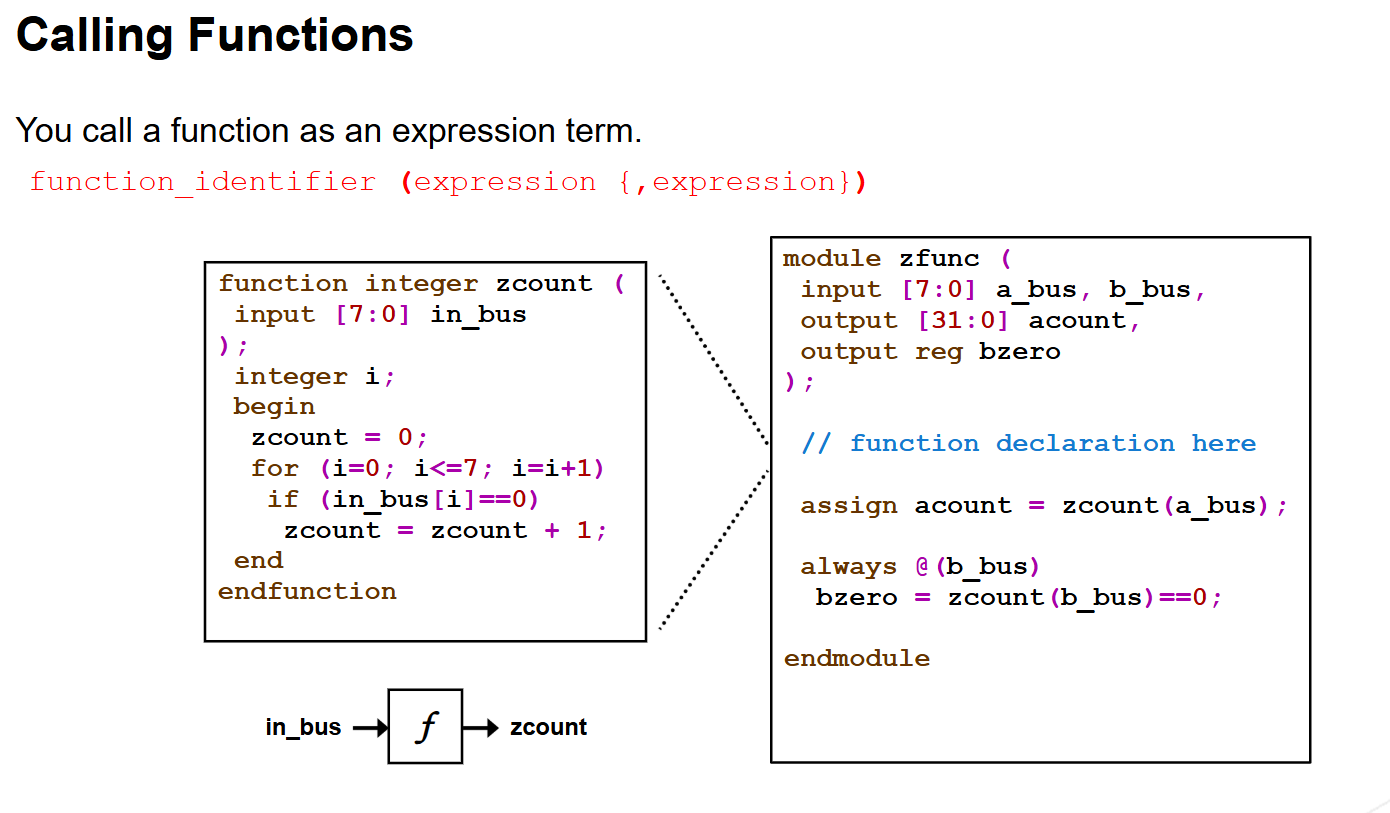 Calling Functions
You call a function as an expression term.
function_identifier (expression {,expression})
function integer zcount (
input [7:0] in_bus
);
integer i;
begin
zcount = 0;
for (i=0; i<=7; i=i+1)
if (in_bus[i]==0)
zcount = zcount + 1;
end
endfunction
in_bus
f
zcount
module zfunc (
input [7:0] a_bus, b_bus,
output [31:0] acount,
output reg bzero
);
// function declaration here
assign acount = zcount(a_bus);
always @(b_bus)
bzero = zcount(b_bus)==0;
endmodule